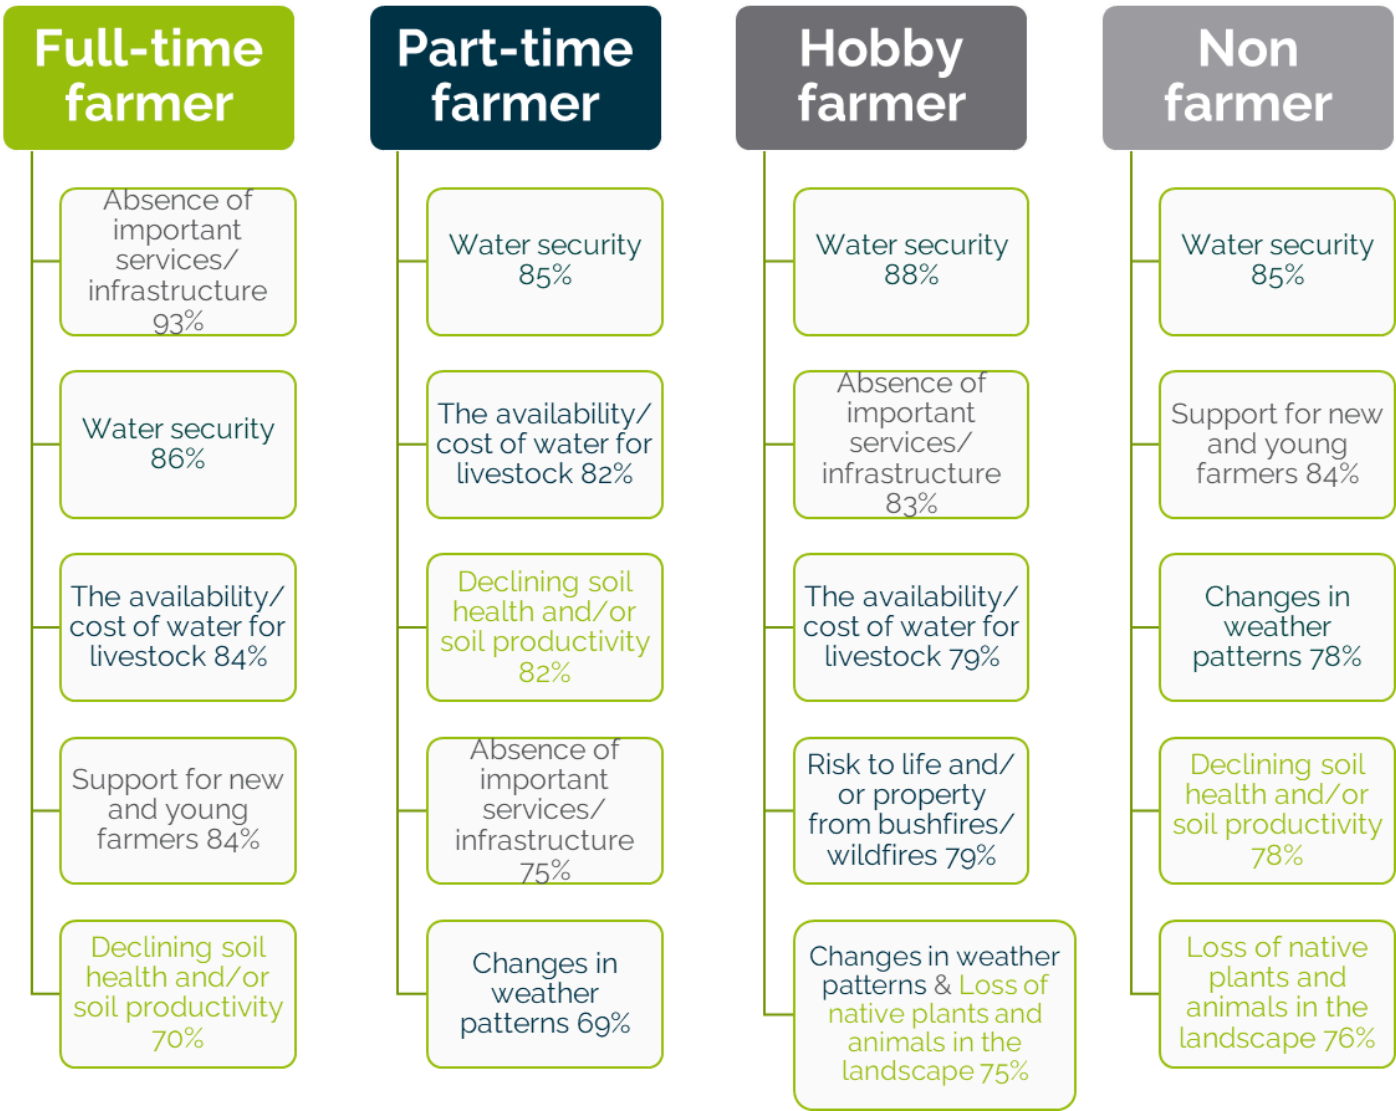 Full-time
farmer
Absence of
important
services/
infrastructure
93%
Water security
86%
The availability/
cost of water for
livestock 84%
Support for new
and young
farmers 84%
Declining soil
health and/or
soil productivity
70%
Part-time
farmer
Water security
85%
The availability/
cost of water for
livestock 82%
Declining soil
health and/or
soil productivity
82%
Absence of
important
services/
infrastructure
75%
Changes in
weather
patterns 69%
Hobby
farmer
Water security
88%
Absence of
important
services/
infrastructure
83%
The availability/
cost of water for
livestock 79%
Risk to life and/
or property
from bushfires/
wildfires 79%
Changes in weather
patterns & Loss of
native plants and
animals in the
landscape 75%
Non
farmer
Water security
85%
Support for new
and young
farmers 84%
Changes in
weather
patterns 78%
Declining soil
health and/or
soil productivity
78%
Loss of native
plants and
animals in the
landscape 76%